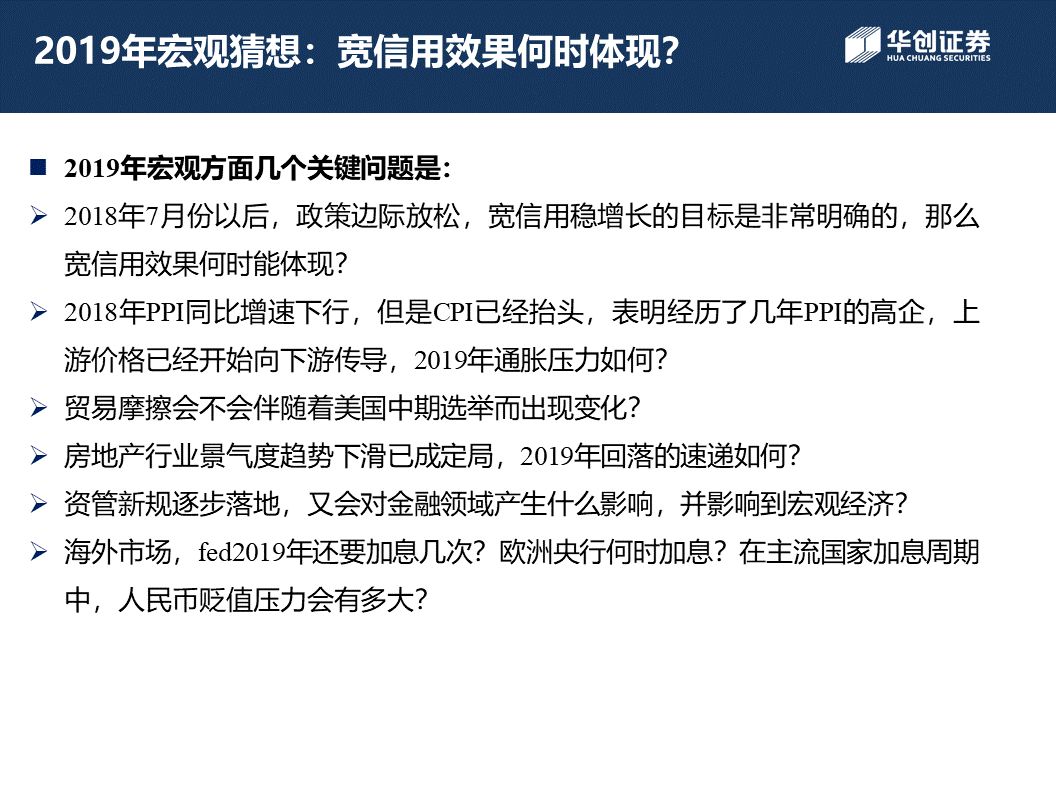 2019年宏观猜想：宽信用效果何时体现？
华创证券
HUA CHUANG SECURITIES
2019年宏观方面几个关键问题是：
2018年7月份以后，政策边际放松，宽信用稳增长的目标是非常明确的，那么
宽信用效果何时能体现？
2018年PPI同比增速下行，但是CPI已经抬头，表明经历了几年PPI的高企，上
游价格已经开始向下游传导，2019年通胀压力如何？
贸易摩擦会不会伴随着美国中期选举而出现变化？
房地产行业景气度趋势下滑已成定局，2019年回落的速递如何？
资管新规逐步落地，又会对金融领域产生什么影响，并影响到宏观经济？
海外市场，fed2019年还要加息几次？欧洲央行何时加息？在主流国家加息周期
中，人民币贬值压力会有多大？